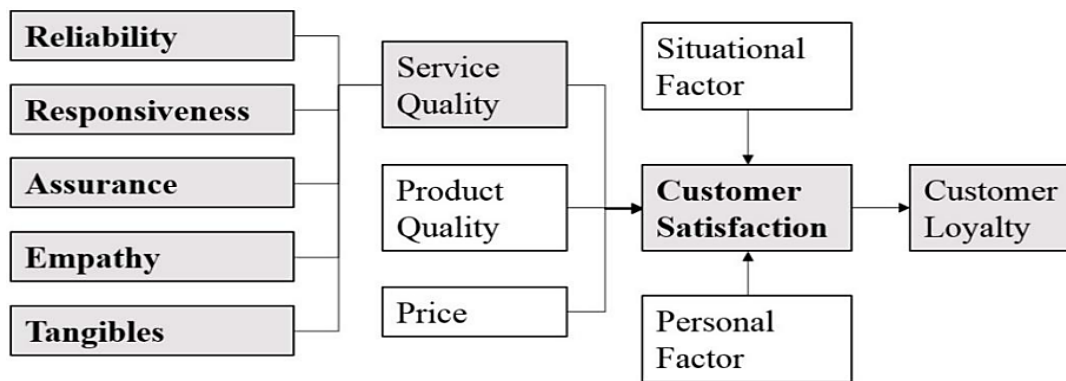 Reliability
Responsiveness
Assurance
Empathy
Tangibles
Service
Quality
Product
Quality
Price
Situational
Factor
Customer
Satisfaction
Personal
Factor
Customer
Loyalty